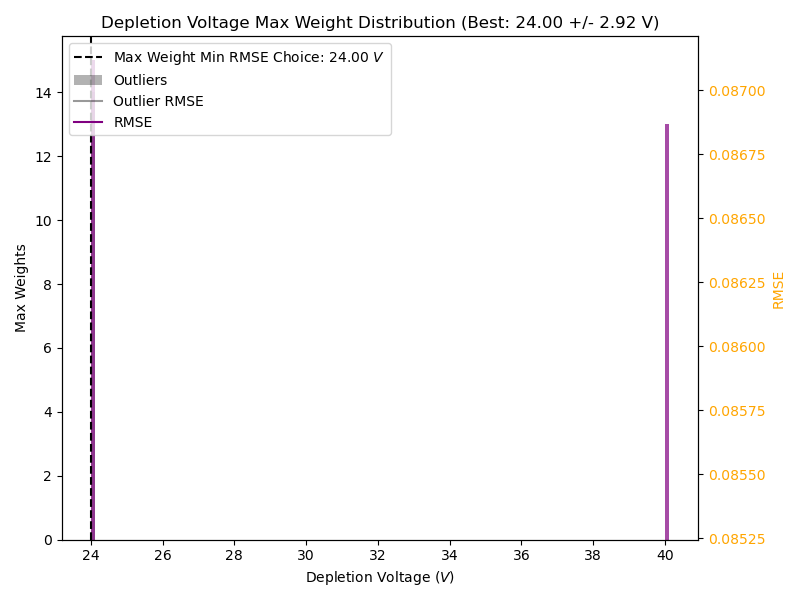 Depletion Voltage Max Weight Distribution (Best: 24.00 +/- 2.92 V)
Max Weight Min RMSE Choice: 24.00 V
Outliers
Outlier RMSE
RMSE
Max Weights
14
12
10
8
6
4
2
0
0.08700
0.08675
0.08650
0.08625
0.08600
0.08575
0.08550
0.08525
RMSE
24 26 28 30 32 34 36 38 40
Depletion Voltage (V)